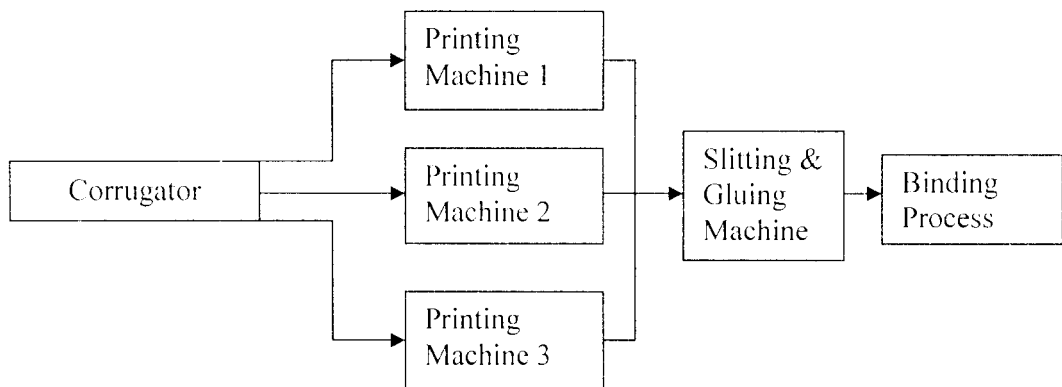 Printing
Machine 1
Corrugator
Printing
Machine 2
Slitting &
Gluing
Machine
Binding
Process
Printing
Machine 3